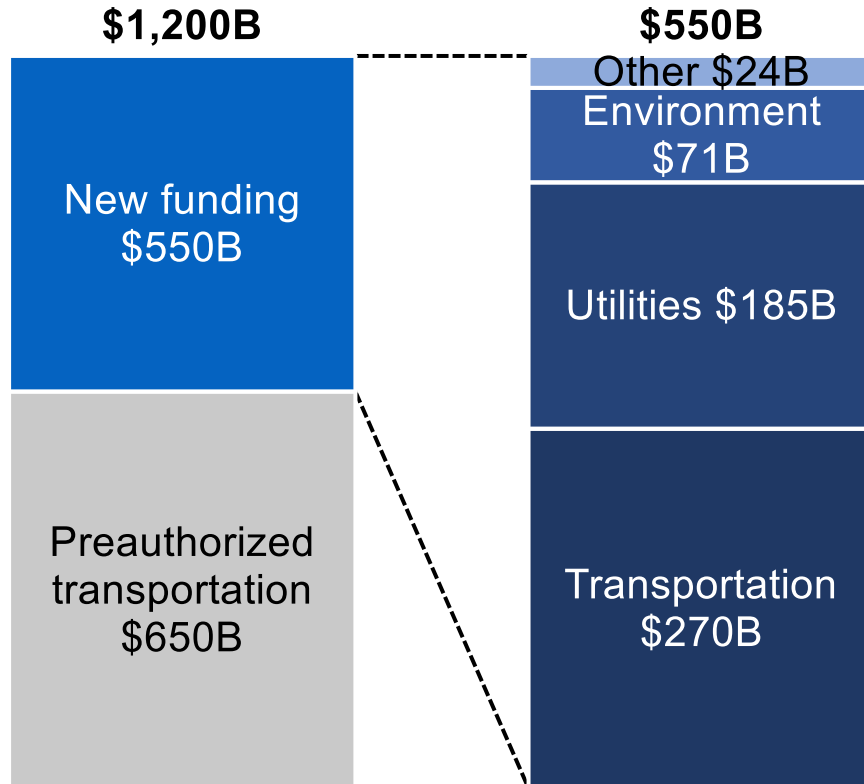 $1,200B
New funding
$550B
Preauthorized
transportation
$650B
$550B
Other $24B
Environment
$71B
Utilities $185B
Transportation
$270B